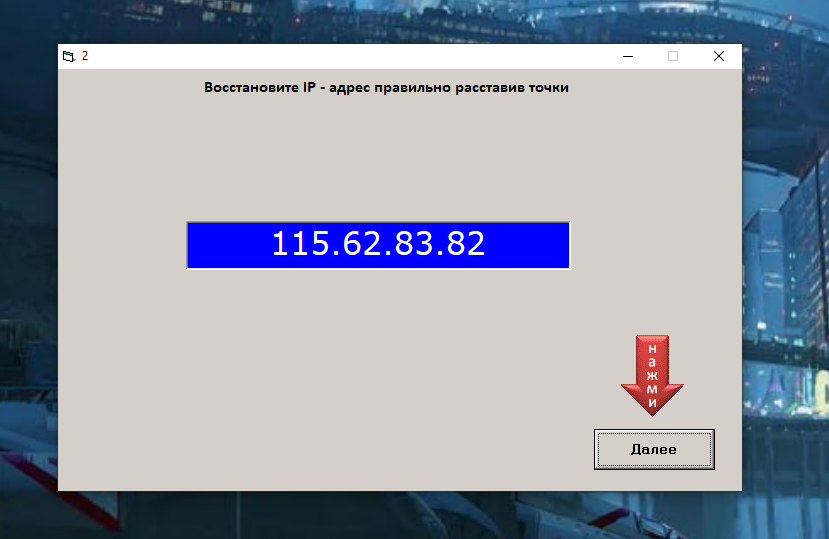 2
Восстановите IP - адрес правильно расставив точки
115.62.83.82
нажми
Далее